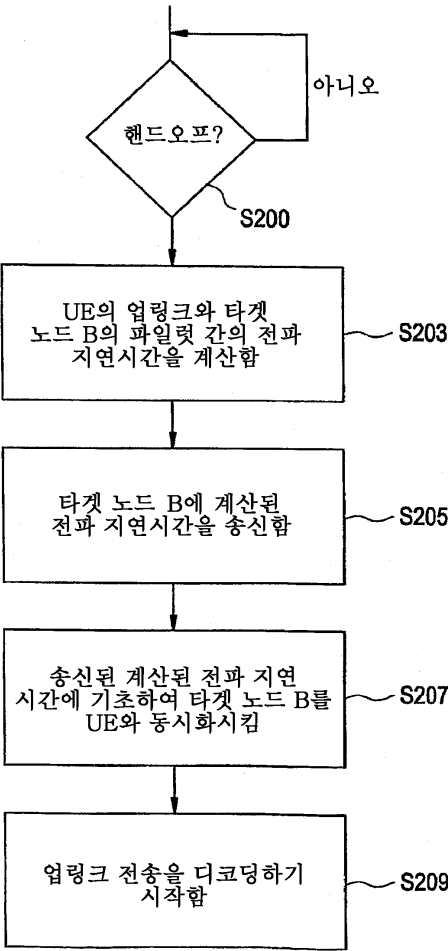 아니오
핸드오프?
S200
UE의 업링크와 타겟
노드 B의 파일럿 간의 전파
지연시간을 계산함
S203
타겟 노드 B에 계산된
전파 지연시간을 송신함
S205
송신된 계산된 전파 지연
시간에 기초하여 타겟 노드 B를
UE와 동시화시킴
S207
업링크 전송을 디코딩하기
시작함
S209